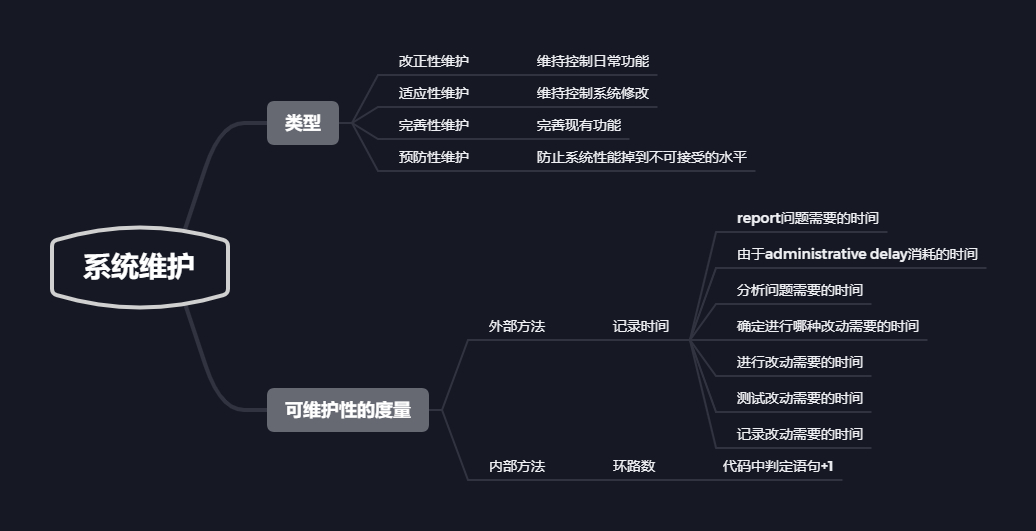 系统维护
类型
改正性维护 维持控制日常功能
适应性维护 维持控制系统修改
完善性维护 完善现有功能
预防性维护 防止系统性能掉到不可接受的水平
可维护性的度量
外部方法 记录时间
report问题需要的时间
由于administrative delay消耗的时间
分析问题需要的时间
确定进行哪种改动需要的时间
进行改动需要的时间
测试改动需要的时间
记录改动需要的时间
内部方法 环路数 代码中判定语句+1